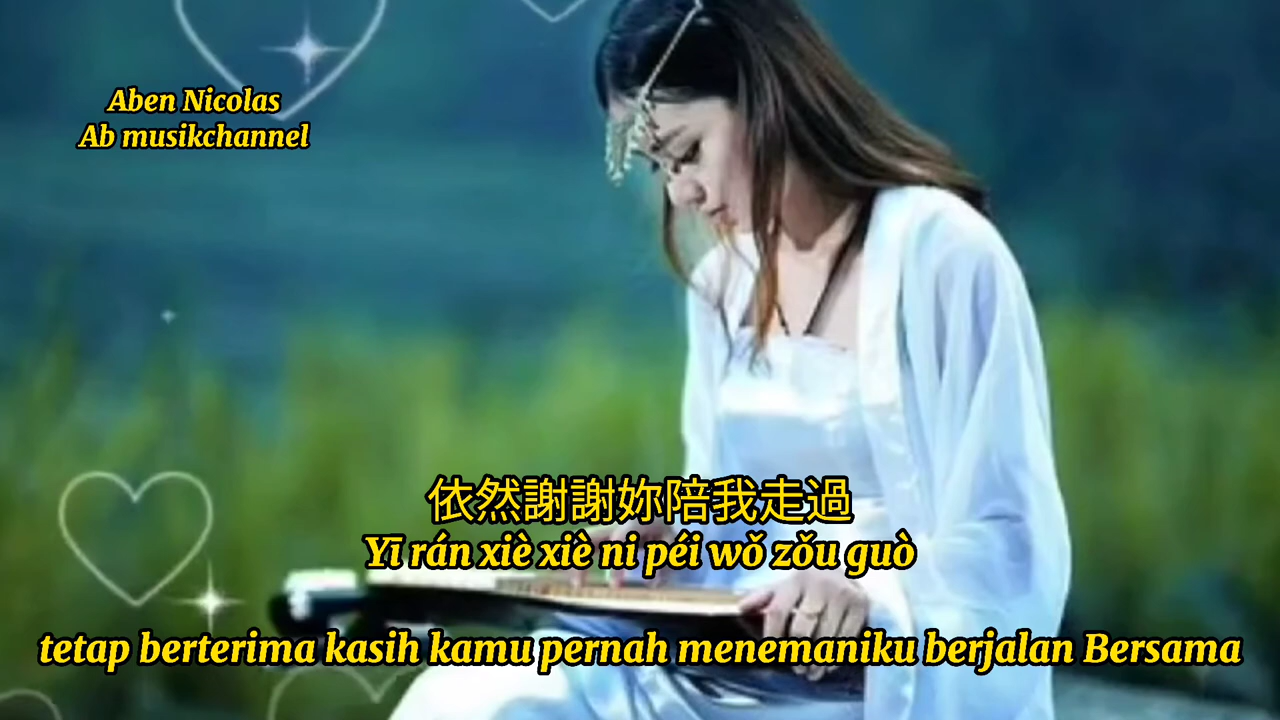 Aben Nicolas
Ab musikchannel
依然謝謝妳陪我走過
Yī rán xiè xiè ni péi wǒ zǒu guò
tetap berterima kasih kamu pernah menemaniku berjalan Bersama